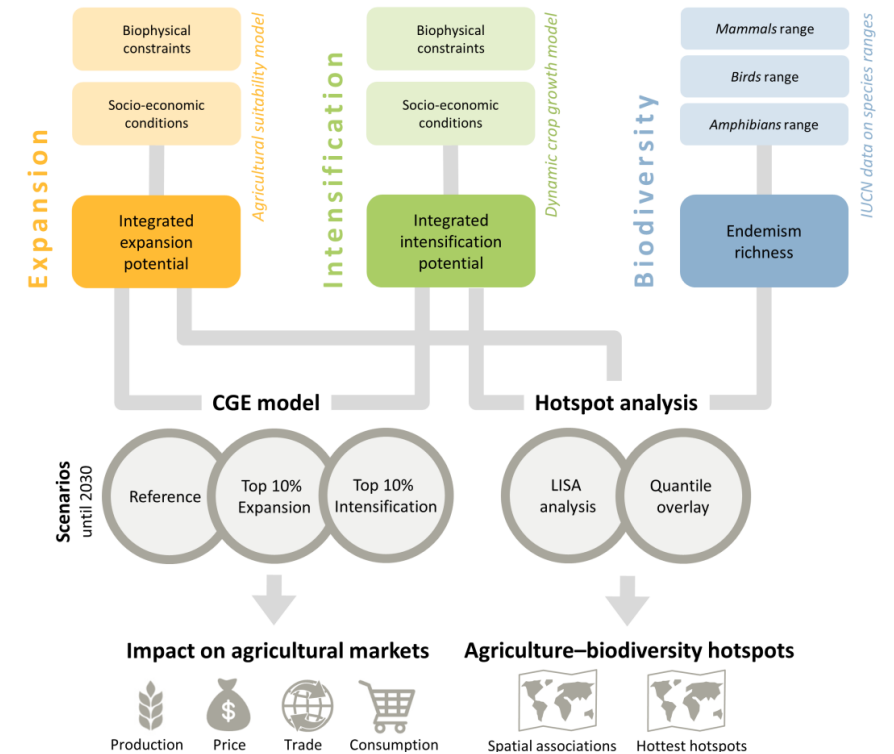 Expansion
Biophysical
constraints
Socio-economic
conditions
Agricultural suitability model
Integrated
expansion
potential
Intensification
Biophysical
constraints
Socio-economic
conditions
Dynamic crop growth model
Integrated
intensification
potential
Biodiversity
Mammals range
Birds range
Amphibians range
IUCN data on species ranges
Endemism
richness
CGE model
Hotspot analysis
Scenarios
until 2030
Reference
Top 10%
Expansion
Top 10%
Intensification
LISA
analysis
Quantile
overlay
Impact on agricultural markets
Agriculture–biodiversity hotspots
$
Production
Price
Trade
Consumption
Spatial associations
Hottest hotspots